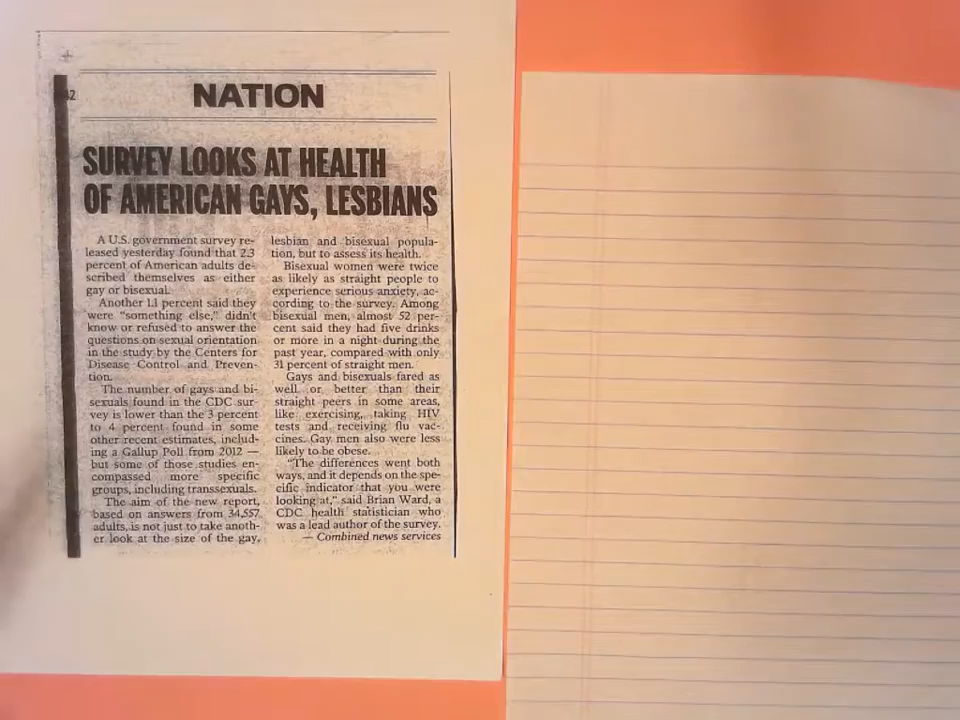 42
NATION
SURVEY LOOKS AT HEALTH
OF AMERICAN GAYS, LESBIANS
A U.S. government survey re-
leased yesterday found that 2.3
percent of American adults de-
scribed themselves as either
gay or bisexual.
Another 1.1 percent said they
were “something else,” didn’t
know or refused to answer the
questions on sexual orientation
in the study by the Centers for
Disease Control and Preven-
tion.
The number of gays and bi-
sexuals found in the CDC sur-
vey is lower than the 3 percent
to 4 percent found in some
other recent estimates, includ-
ing a Gallup Poll from 2012 —
but some of those studies en-
compassed more specific
groups, including transsexuals.
The aim of the new report,
based on answers from 34,557
adults, is not just to take anoth-
er look at the size of the gay,
lesbian and bisexual popula-
tion, but to assess its health.
Bisexual women were twice
as likely as straight people to
experience serious anxiety, ac-
cording to the survey. Among
bisexual men, almost 52 per-
cent said they had five drinks
or more in a night during the
past year, compared with only
31 percent of straight men.
Gays and bisexuals fared as
well or better than their
straight peers in some areas,
like exercising, taking HIV
tests and receiving flu vac-
cines. Gay men also were less
likely to be obese.
“The differences went both
ways, and it depends on the spe-
cific indicator that you were
looking at,” said Brian Ward, a
CDC health statistician who
was a lead author of the survey.
— Combined news services